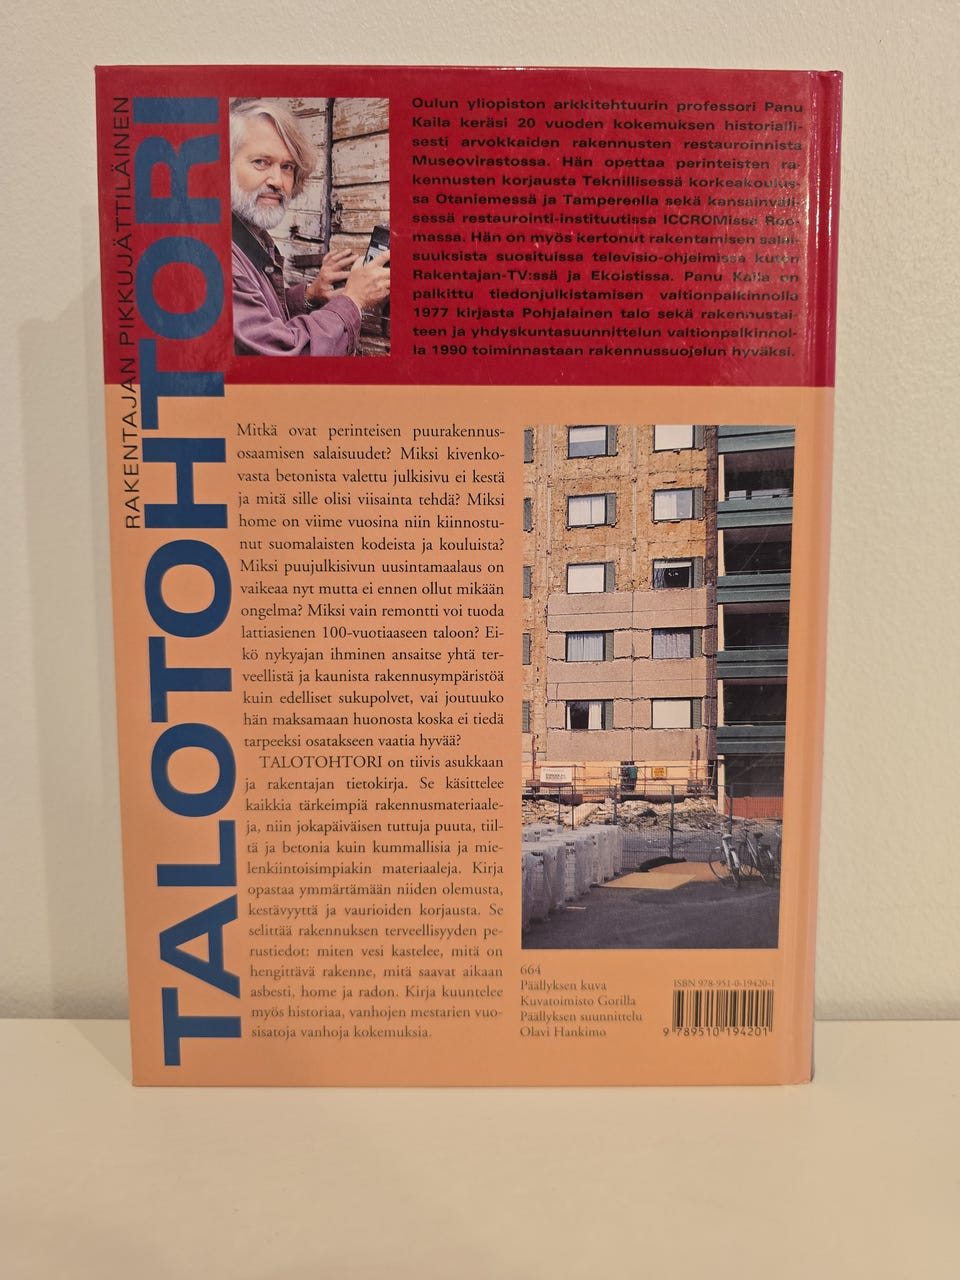 RAKENTAJAN PIKKUJÄTTILÄINEN
TALOTOHTORI
Oulun yliopiston arkkitehtuurin professori Panu
Kaila keräsi 20 vuoden kokemuksen historialli-
sesti arvokkaiden rakennusten restauroinnista
Museovirastossa. Hän opettaa perinteisten ra-
kennusten korjausta Teknillisessä korkeakoulus-
sa Otaniemessä ja Tampereella sekä kansainväli-
sessä restaurointi-instituutissa ICCROMissa Roo-
massa. Hän on myös kertonut rakentamisen salai-
suuksista suosituissa televisio-ohjeimissa kuten
Rakentajan-TV:ssä ja Ekoistissa. Panu Kaila on
palkittu tiedonjulkistamisen valtionpalkinnolla
1977 kirjasta Pohjalainen talo sekä rakennustai-
teen ja yhdyskuntasuunnittelun valtionpalkinnol-
la 1990 toiminnastaan rakennussuojelun hyväksi.
Mitkä ovat perinteisen puurakennus-
osaamisen salaisuudet? Miksi kivenko-
vasta betonista valettu julkisivu ei kestä
ja mitä sille olisi viisainta tehdä? Miksi
home on viime vuosina niin kiinnostu-
nut suomalaisten kodeista ja kouluista?
Miksi puujulkisivun uusintamaalaus on
vaikeaa nyt mutta ei ennen ollut mikään
ongelma? Miksi vain remontti voi tuoda
lattiasienen 100-vuotiaaseen taloon? Ei-
kö nykyajan ihminen ansaitse yhtä ter-
veellistä ja kaunista rakennusympäristöä
kuin edelliset sukupolvet, vai joutuuko
hän maksamaan huonosta koska ei tiedä
tarpeeksi osatakseen vaatia hyvää?
TALOTOHTORI on tiivis asukkaan
ja rakentajan tietokirja. Se käsittelee
kaikkia tärkeimpiä rakennusmateriaale-
ja, niin jokapäiväisen tuttuja puuta, tiil-
tä ja betonia kuin kummallisia ja mie-
lenkiintoisimpiakin materiaaleja. Kirja
opastaa ymmärtämään niiden olemusta,
kestävyyttä ja vaurioiden korjausta. Se
selittää rakennuksen terveellisyyden pe-
rustiedot: miten vesi kastelee, mitä on
hengittävä rakenne, mitä saavat aikaan
asbesti, home ja radon. Kirja kuuntelee
myös historiaa, vanhojen mestarien vuo-
sisatoja vanhoja kokemuksia.
664
Päällyksen kuva
Kuvatoimisto Gorilla
Päällyksen suunnittelu
Olavi Hankimo
ISBN 978-951-0-19420-1
9 789510 194201